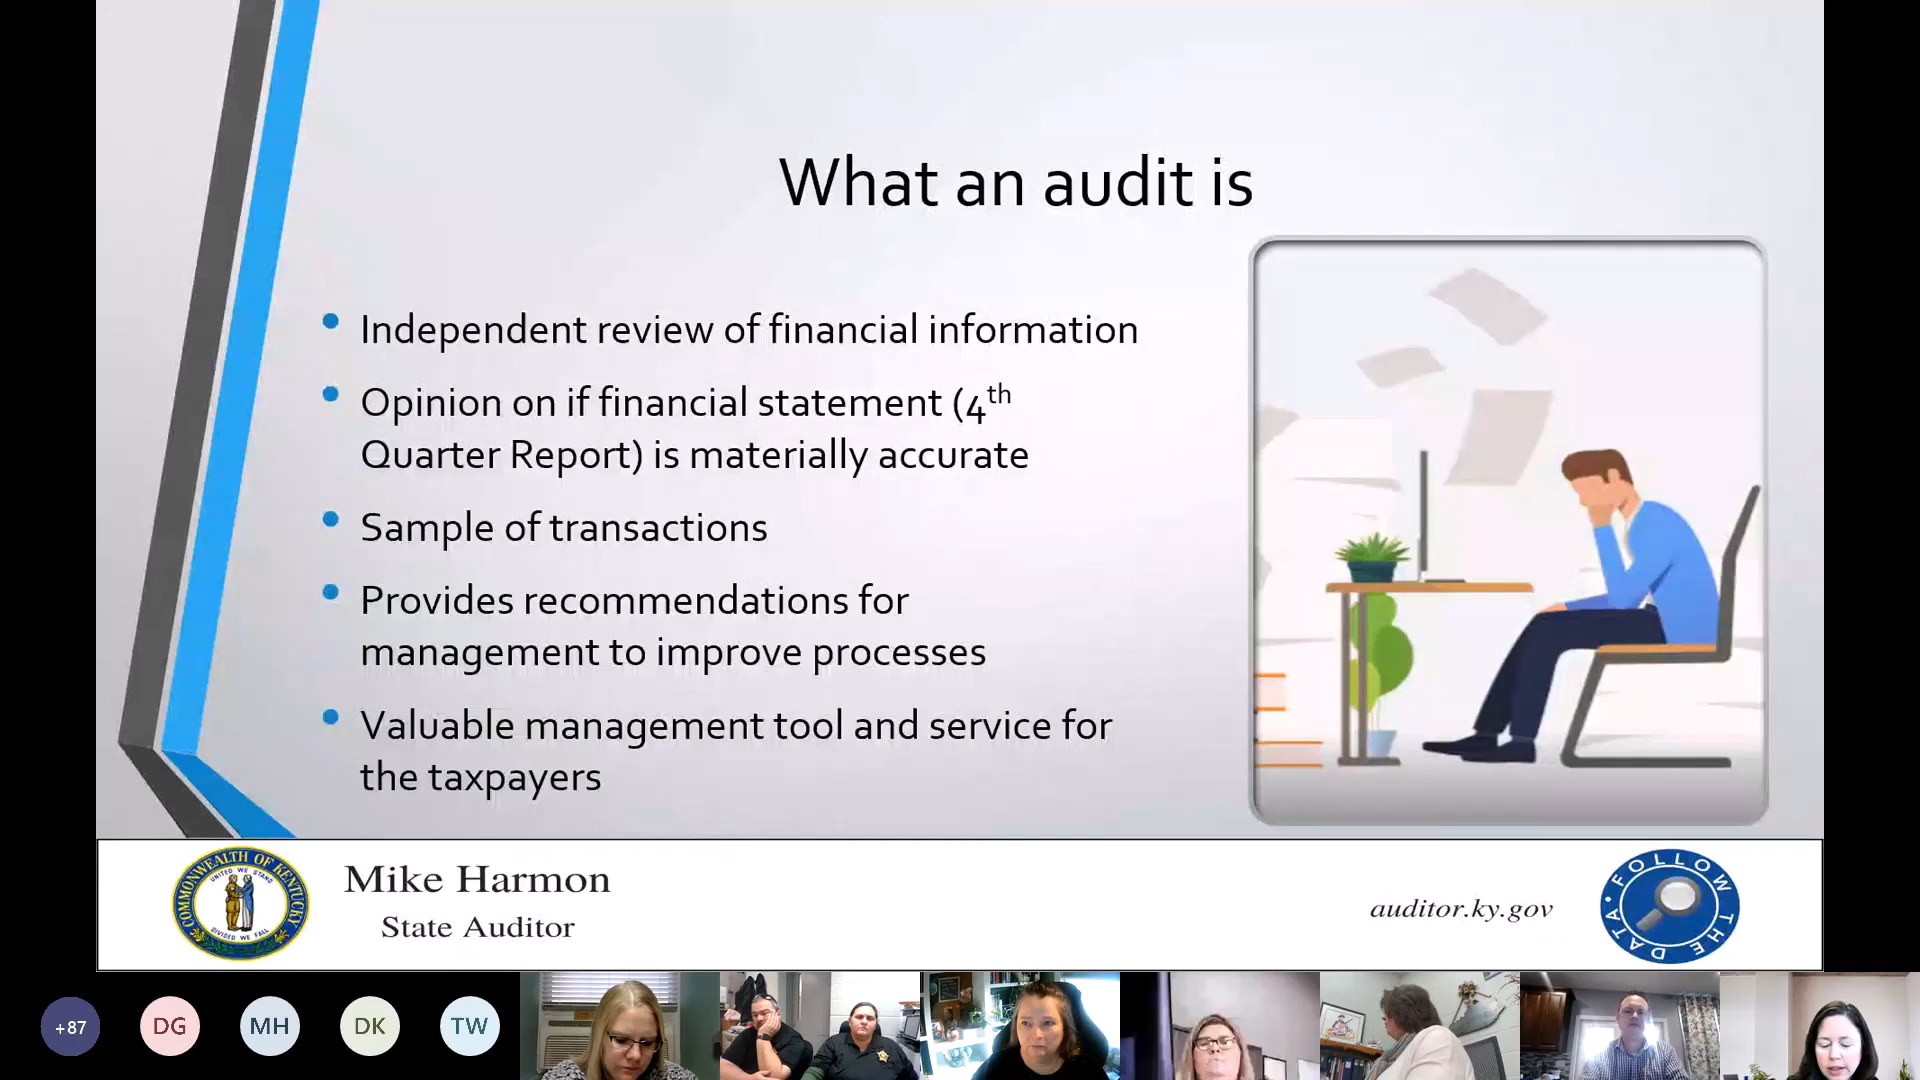 What an audit is
Independent review of financial information
Opinion on if financial statement (4th
Quarter Report) is materially accurate
Sample of transactions
Provides recommendations for
management to improve processes
Valuable management tool and service for
the taxpayers
COMMONWEALTH OF KENTUCKY
UNITED WE STAND
DIVIDED WE FALL
Mike Harmon
State Auditor
auditor.ky.gov
FOLLOW THE DATA
+87
DG
MH
DK
TW